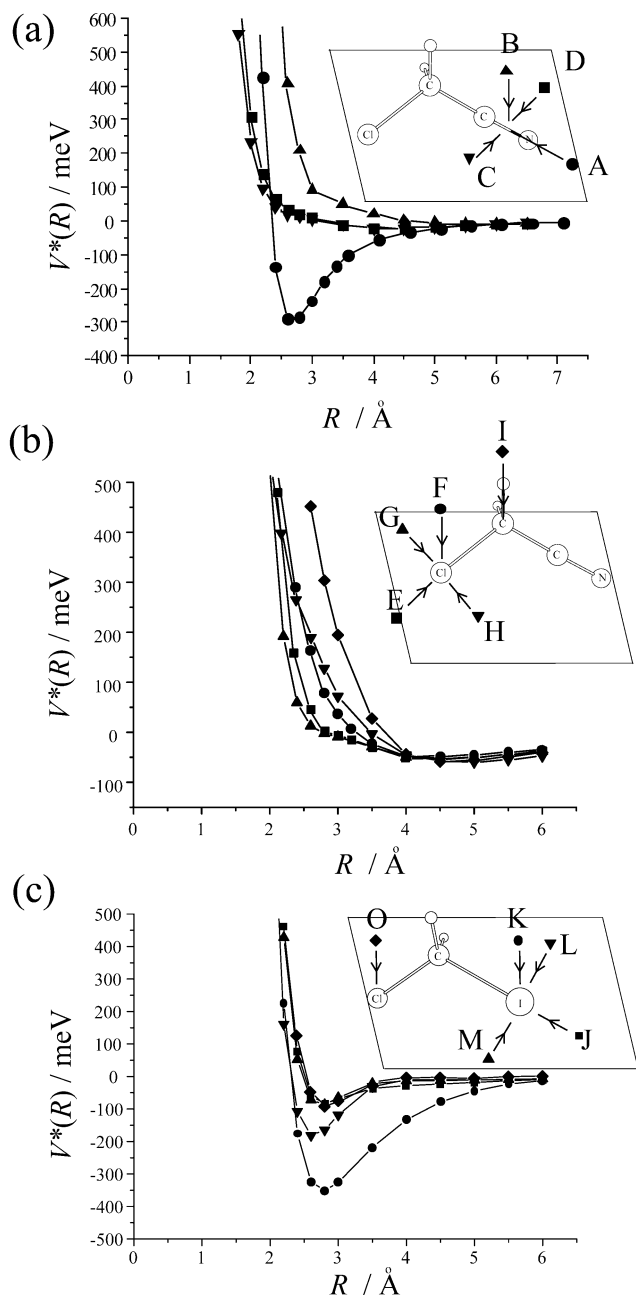 (a)
V*(R) / meV
600
500
400
300
200
100
0
-100
-200
-300
-400
0 1 2 3 4 5 6 7
R / Å
B
D
C
C
N
Cl
A
C
(b)
V*(R) / meV
500
400
300
200
100
0
-100
0 1 2 3 4 5 6
R / Å
I
F
G
C
C
Cl
N
E
H
(c)
V*(R) / meV
500
400
300
200
100
0
-100
-200
-300
-400
-500
0 1 2 3 4 5 6
R / Å
O
K
L
C
Cl
I
M
J